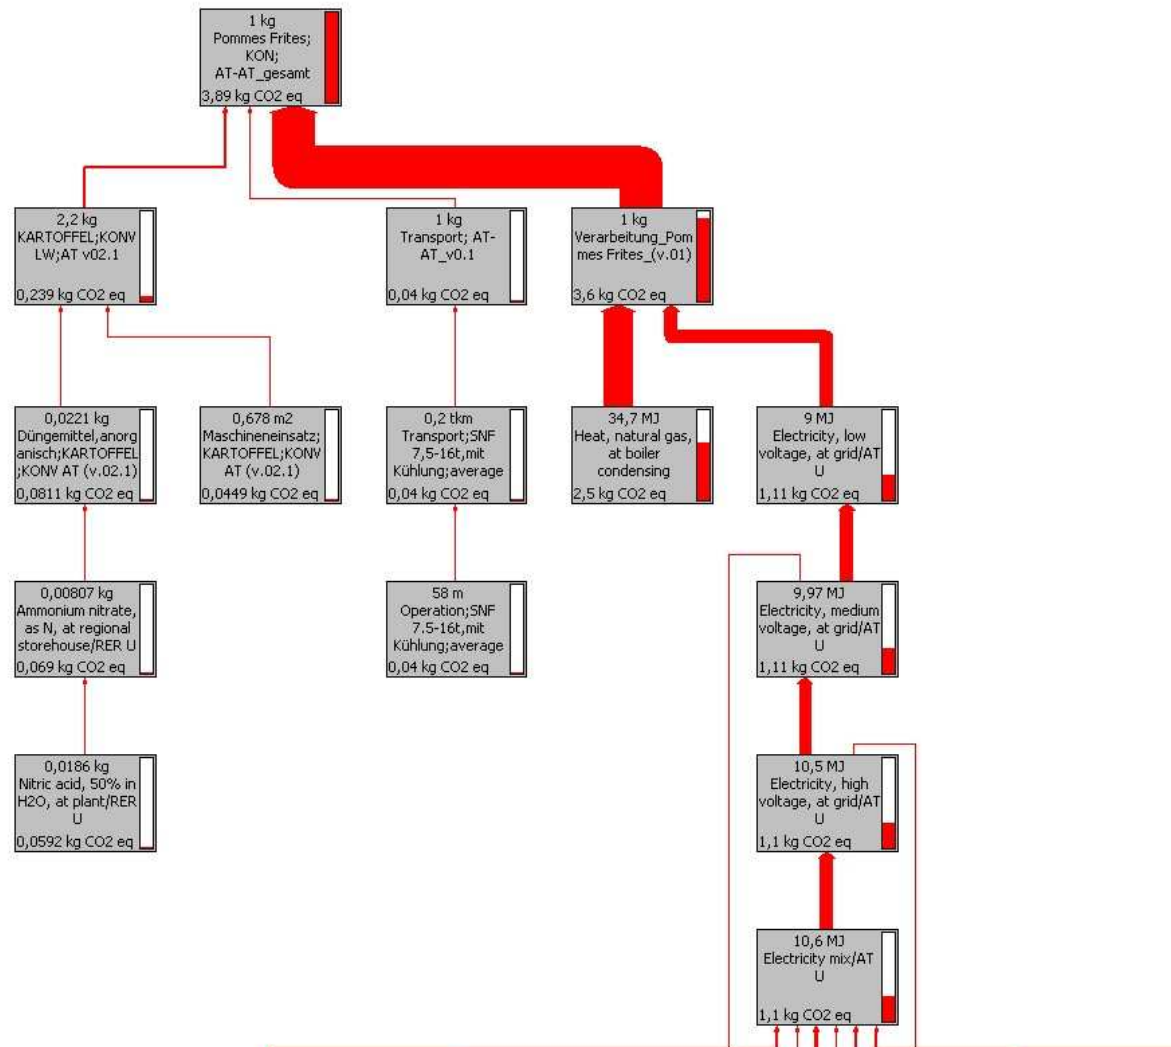 1 kg
Pommes Frites;
KON;
AT-AT_gesamt
3,89 kg CO2 eq
2,2 kg
KARTOFFEL;KONV
LW;AT v02.1
0,239 kg CO2 eq
1 kg
Transport; AT-
AT_v0.1
0,04 kg CO2 eq
1 kg
Verarbeitung_Pom
mes Frites_(v.01)
3,6 kg CO2 eq
0,0221 kg
Düngemittel,anorg
anisch;KARTOFFEL
;KONV AT (v.02.1)
0,0811 kg CO2 eq
0,678 m2
Maschineneinsatz;
KARTOFFEL;KONV
AT (v.02.1)
0,0449 kg CO2 eq
0,2 tkm
Transport;SNF
7,5-16t,mit
Kühlung;average
0,04 kg CO2 eq
34,7 MJ
Heat, natural gas,
at boiler
condensing
2,5 kg CO2 eq
9 MJ
Electricity, low
voltage, at grid/AT
U
1,11 kg CO2 eq
0,00807 kg
Ammonium nitrate,
as N, at regional
storehouse/RER U
0,069 kg CO2 eq
58 m
Operation;SNF
7.5-16t,mit
Kühlung;average
0,04 kg CO2 eq
9,97 MJ
Electricity, medium
voltage, at grid/AT
U
1,11 kg CO2 eq
0,0186 kg
Nitric acid, 50% in
H2O, at plant/RER
U
0,0592 kg CO2 eq
10,5 MJ
Electricity, high
voltage, at grid/AT
U
1,1 kg CO2 eq
10,6 MJ
Electricity mix/AT
U
1,1 kg CO2 eq